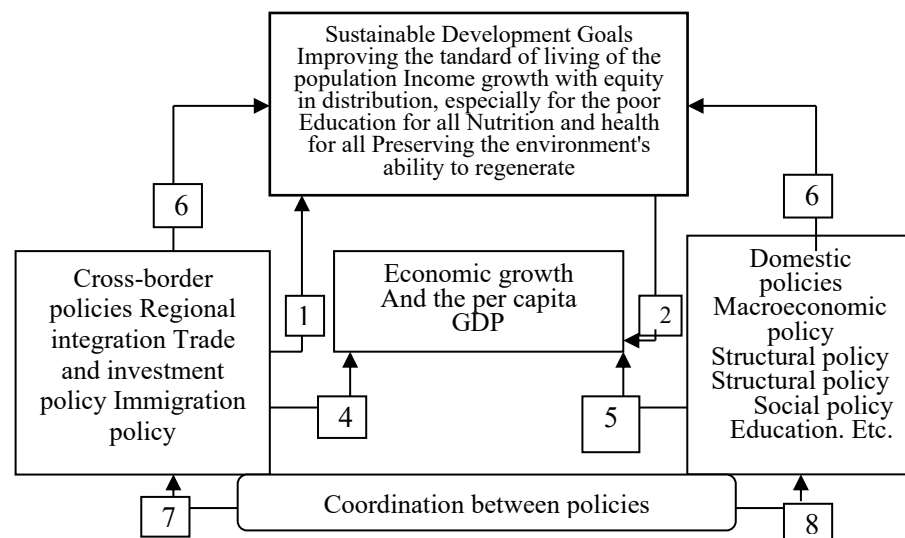 Sustainable Development Goals
Improving the tandard of living of the
population Income growth with equity
in distribution, especially for the poor
Education for all Nutrition and health
for all Preserving the environment's
ability to regenerate
6
6
Cross-border
policies Regional
integration Trade
and investment
policy Immigration
policy
1
Economic growth
And the per capita
GDP
2
Domestic
policies
Macroeconomic
policy
Structural policy
Structural policy
Social policy
Education. Etc.
4
5
7
Coordination between policies
8